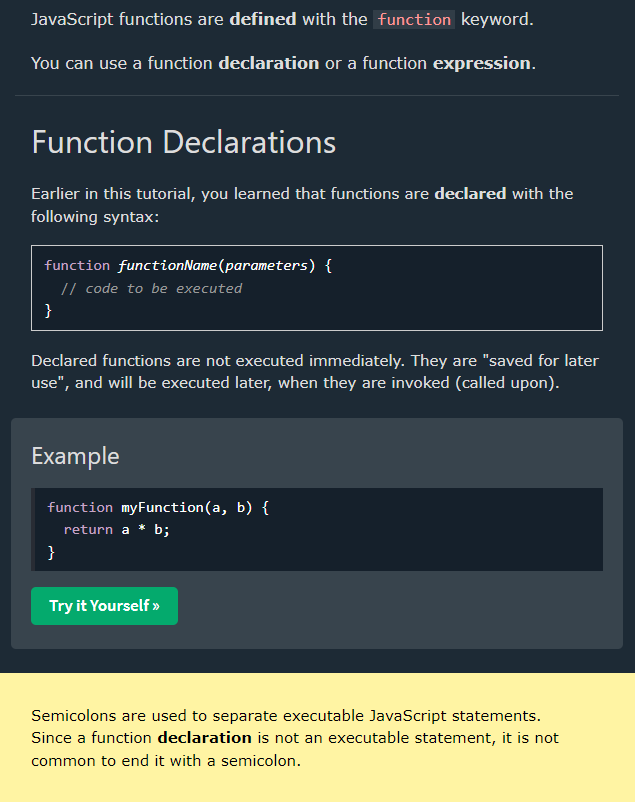 JavaScript functions are defined with the function keyword.
You can use a function declaration or a function expression.
Function Declarations
Earlier in this tutorial, you learned that functions are declared with the
following syntax:
function functionName(parameters) {
  // code to be executed
}
Declared functions are not executed immediately. They are "saved for later
use", and will be executed later, when they are invoked (called upon).
Example
function myFunction(a, b) {
  return a * b;
}
Try it Yourself »
Semicolons are used to separate executable JavaScript statements.
Since a function declaration is not an executable statement, it is not
common to end it with a semicolon.